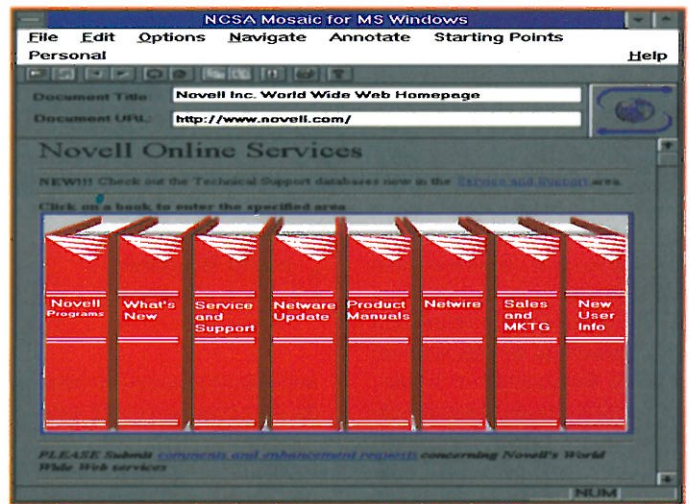 NCSA Mosaic for MS Windows
File Edit Options Navigate Annotate Starting Points
Personal Help
Document Title: Novell Inc. World Wide Web Homepage
Document URL: http://www.novell.com/
Novell Online Services
NEW!!! Check out the Technical Support databases now in the Service and Support area.
Click on a book to enter the specified area
Novell Programs
What's New
Service and Support
Netware Update
Product Manuals
Netwire
Sales and MKTG
New User Info
PLEASE Submit comments and enhancement requests concerning Novell's World
Wide Web services
NUM